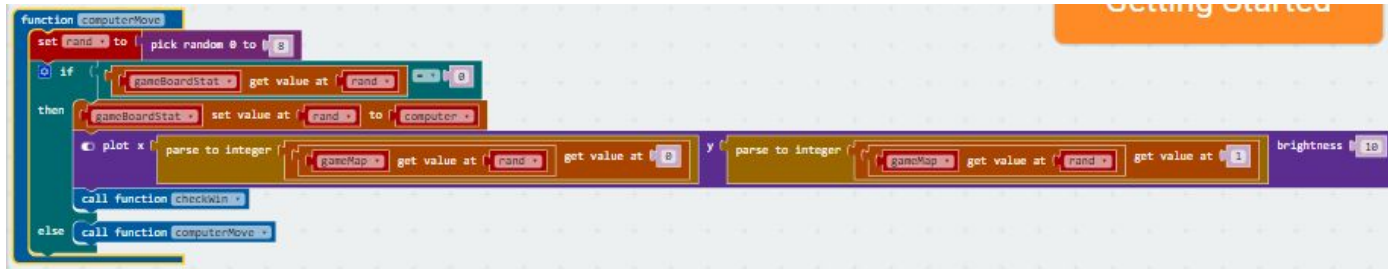 Getting Started
function computerMove
set rand to pick random 0 to 8
if gameBoardStat get value at rand = 0
then gameBoardStat set value at rand to computer
plot x parse to integer gameMap get value at rand get value at 0 y parse to integer gameMap get value at rand get value at 1 brightness 10
call function checkWin
else call function computerMove